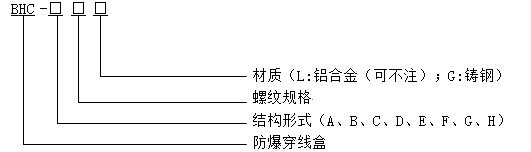 BHC-□ □ □
材质(L:铝合金(可不注);G:铸钢)
螺纹规格
结构形式(A、B、C、D、E、F、G、H)
防爆穿线盒